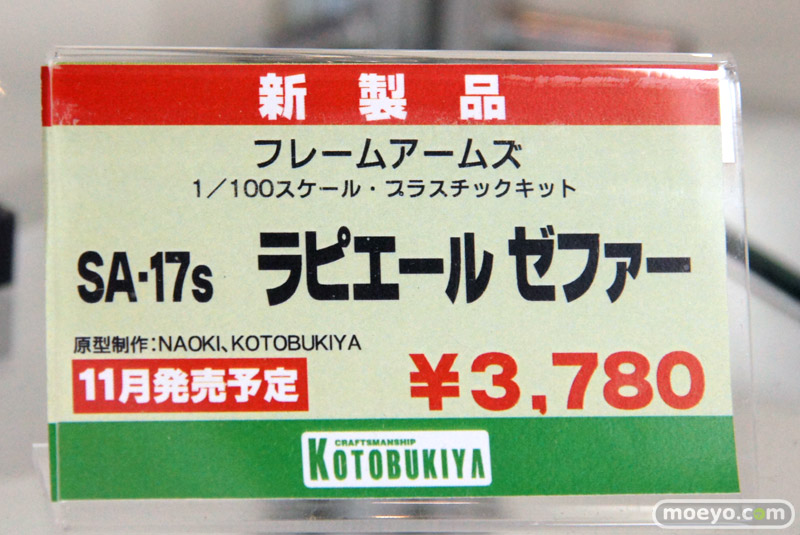 新製品
フレームアームズ
1／100スケール・プラスチックキット
SA-17s ラピエール ゼファー
原型制作：NAOKI、KOTOBUKIYA
11月発売予定 ¥3,780
CRAFTSMANSHIP
KOTOBUKIYA
moeyo.com